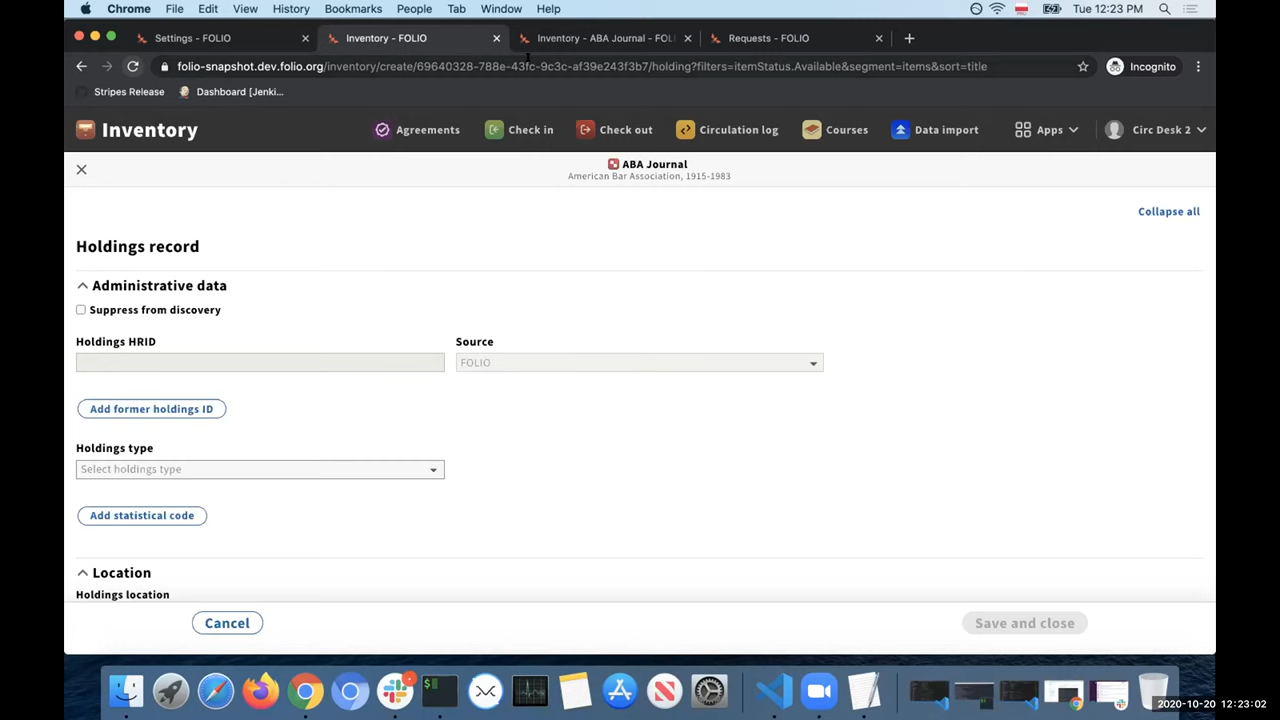 Chrome File Edit View History Bookmarks People Tab Window Help Tue 12:23 PM
Settings - FOLIO Inventory - FOLIO Inventory - ABA Journal - FOL Requests - FOLIO
folio-snapshot.dev.folio.org/inventory/create/69640328-788e-43fc-9c3c-af39e243f3b7/holding?filters=itemStatus.Available&segment=items&sort=title Incognito
Stripes Release Dashboard [Jenki...
Inventory Agreements Check in Check out Circulation log Courses Data import Apps Circ Desk 2
ABA Journal
American Bar Association, 1915-1983
Collapse all
Holdings record
Administrative data
Suppress from discovery
Holdings HRID Source
FOLIO
Add former holdings ID
Holdings type
Select holdings type
Add statistical code
Location
Holdings location
Cancel Save and close
2020-10-20 12:23:02